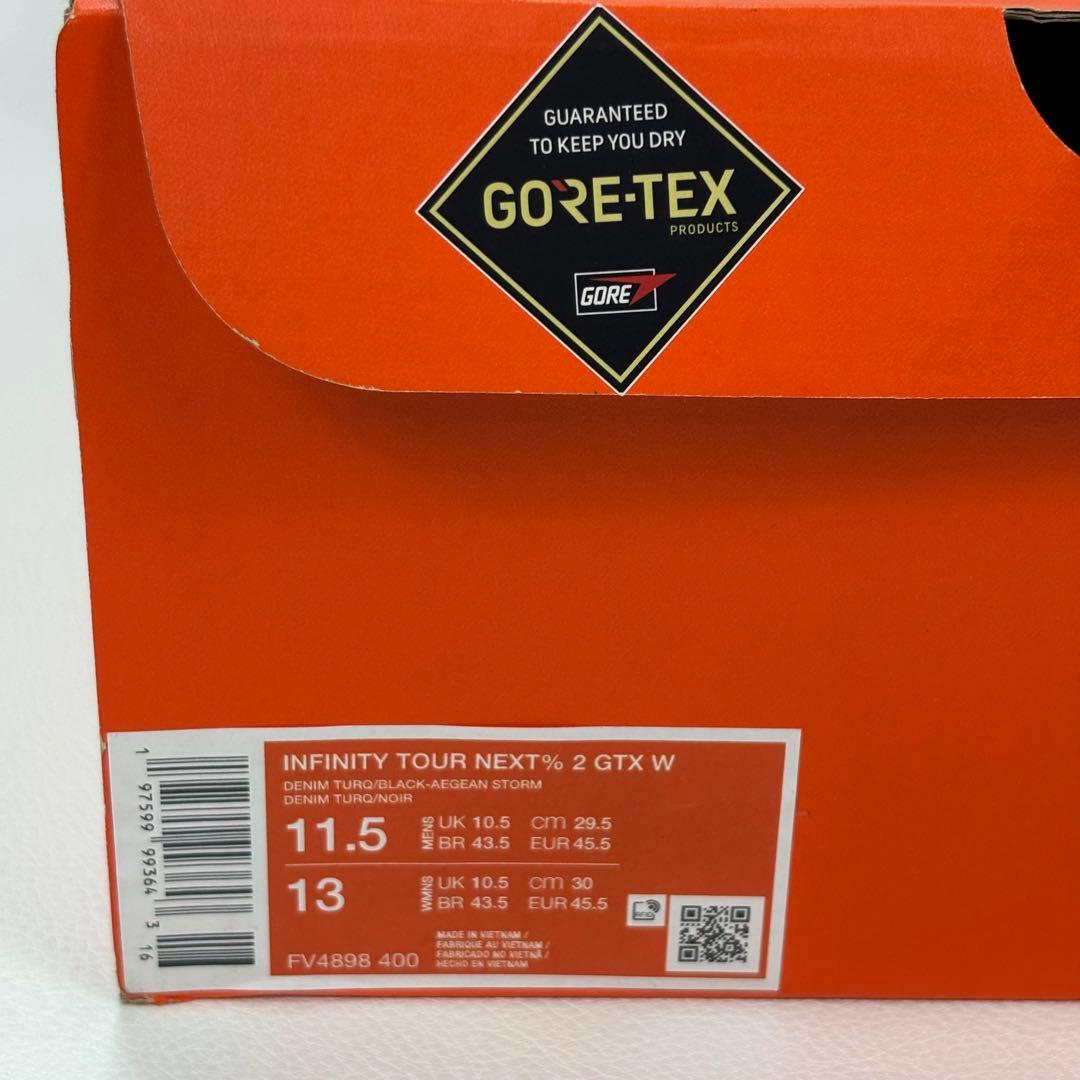 GUARANTEED
TO KEEP YOU DRY
GORE-TEX
PRODUCTS
GORE
INFINITY TOUR NEXT% 2 GTX W
DENIM TURQ/BLACK-AEGEAN STORM
DENIM TURQ/NOIR
11.5 MENS UK 10.5 cm 29.5
BR 43.5 EUR 45.5
13 WMNS UK 10.5 cm 30
BR 43.5 EUR 45.5
RFID
MADE IN VIETNAM /
FABRIQUE AU VIETNAM /
FABRICADO NO VIETNÃ /
HECHO EN VIETNAM
FV4898 400
1 97599 99364 3 16